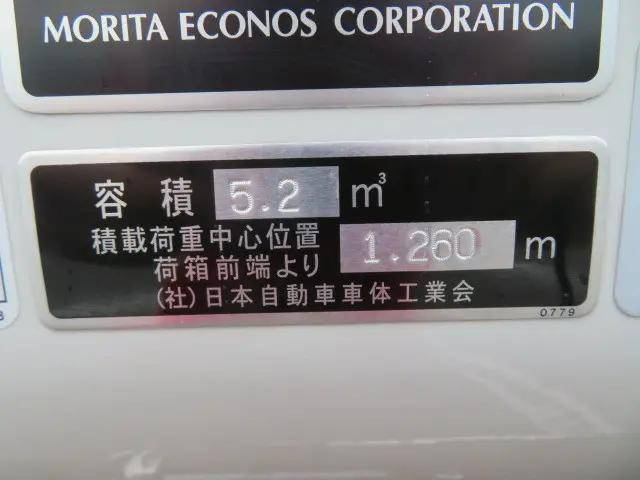 MORITA ECONOS CORPORATION
容積 5.2 m³
積載荷重中心位置
荷箱前端より 1.260 m
(社)日本自動車車体工業会
0779